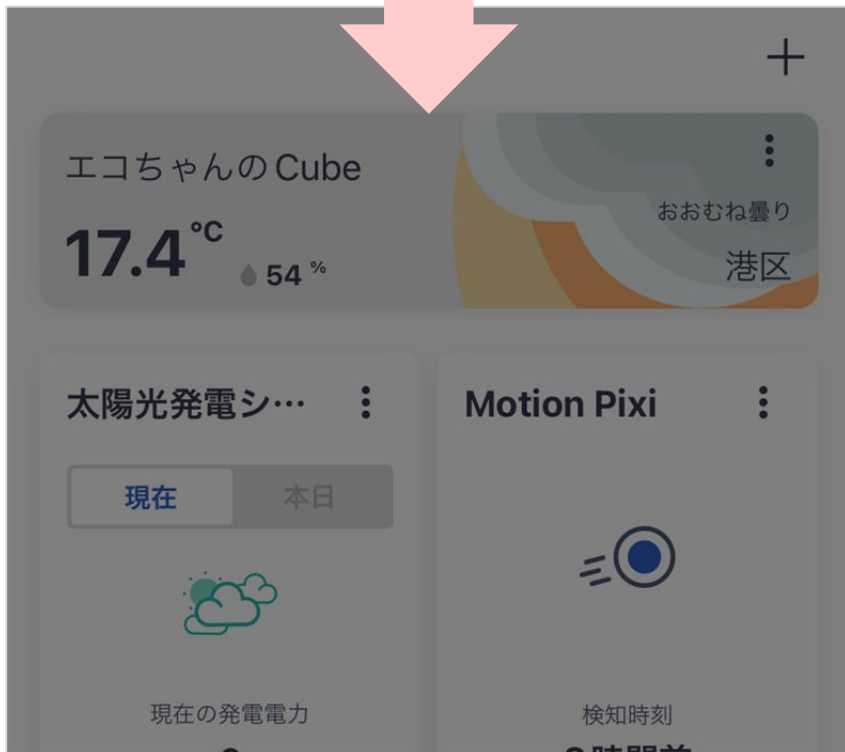 エコちゃんのCube
17.4 °C 54 %
おおむね曇り
港区
太陽光発電シ…
現在 本日
現在の発電電力
Motion Pixi
検知時刻